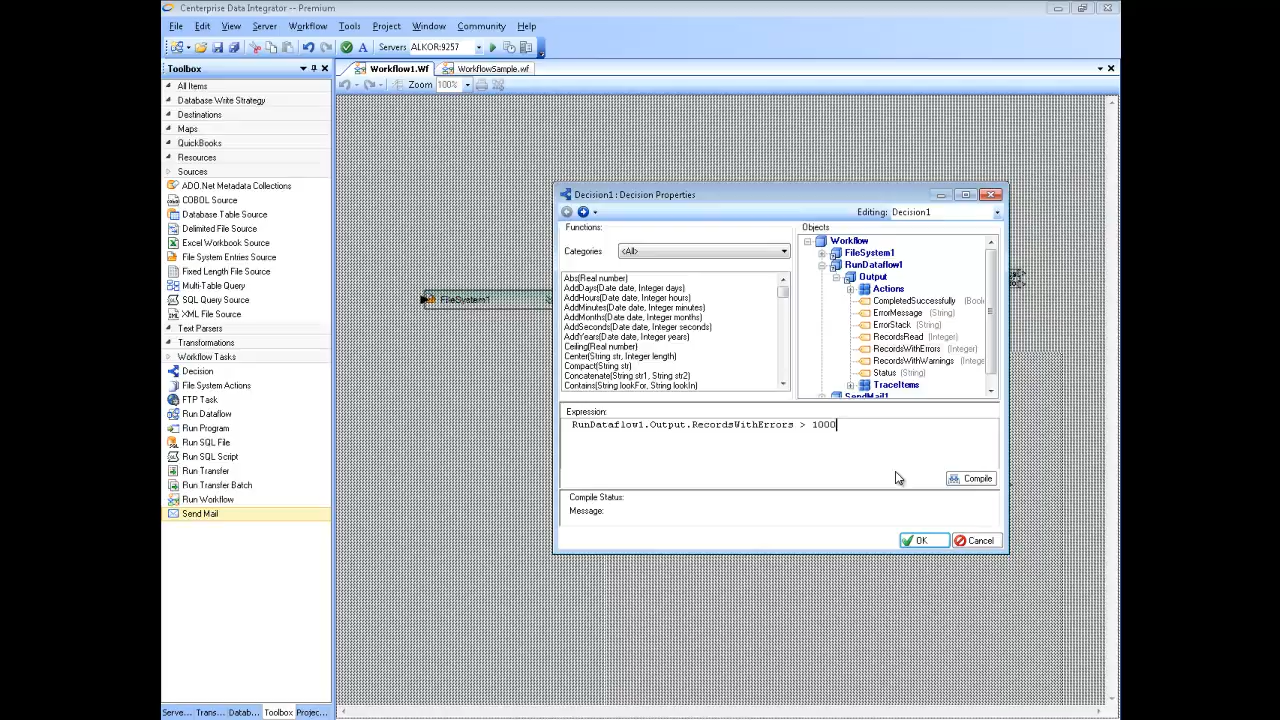 Centerprise Data Integrator -- Premium
File Edit View Server Workflow Tools Project Window Community Help
Servers ALKOR:9257
Toolbox
Workflow1.Wf WorkflowSample.wf
Zoom 100%
All Items
Database Write Strategy
Destinations
Maps
QuickBooks
Resources
Sources
ADO.Net Metadata Collections
COBOL Source
Database Table Source
Delimited File Source
Excel Workbook Source
File System Entries Source
Fixed Length File Source
Multi-Table Query
SQL Query Source
XML File Source
Text Parsers
Transformations
Workflow Tasks
Decision
File System Actions
FTP Task
Run Dataflow
Run Program
Run SQL File
Run SQL Script
Run Transfer
Run Transfer Batch
Run Workflow
Send Mail
Serve... Trans... Datab... Toolbox Projec...
FileSystem1
Decision1 : Decision Properties
Editing: Decision1
Functions:
Categories <All>
Abs(Real number)
AddDays(Date date, Integer days)
AddHours(Date date, Integer hours)
AddMinutes(Date date, Integer minutes)
AddMonths(Date date, Integer months)
AddSeconds(Date date, Integer seconds)
AddYears(Date date, Integer years)
Ceiling(Real number)
Center(String str, Integer length)
Compact(String str)
Concatenate(String str1, String str2)
Contains(String lookFor, String lookIn)
Objects
Workflow
FileSystem1
RunDataflow1
Output
Actions
CompletedSuccessfully (Bool
ErrorMessage (String)
ErrorStack (String)
RecordsRead (Integer)
RecordsWithErrors (Integer)
RecordsWithWarnings (Integer)
Status (String)
TraceItems
SendMail1
Expression:
RunDataflow1.Output.RecordsWithErrors > 1000
Compile
Compile Status:
Message:
OK Cancel